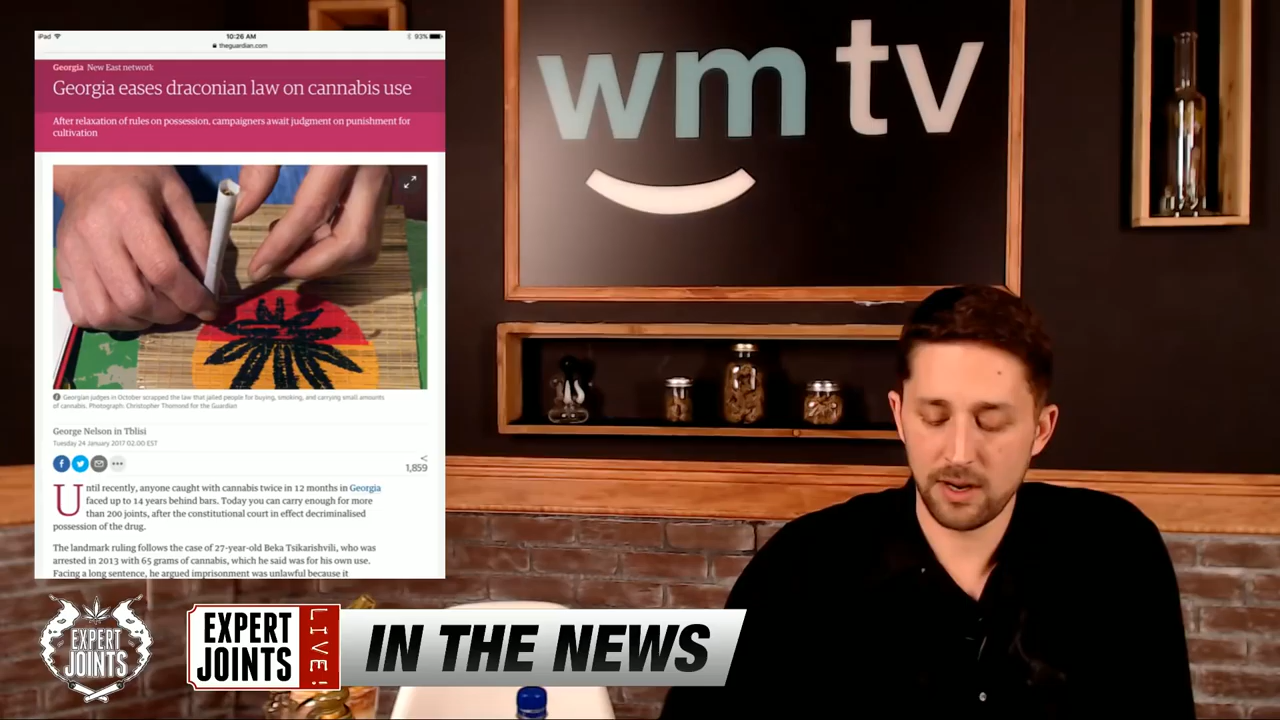 iPad
10:26 AM
93%
theguardian.com
Georgia New East network
Georgia eases draconian law on cannabis use
After relaxation of rules on possession, campaigners await judgment on punishment for
cultivation
Georgian judges in October scrapped the law that jailed people for buying, smoking, and carrying small amounts
of cannabis. Photograph: Christopher Thomond for the Guardian
George Nelson in Tbilisi
Tuesday 24 January 2017 02.00 EST
1,859
Until recently, anyone caught with cannabis twice in 12 months in Georgia
faced up to 14 years behind bars. Today you can carry enough for more
than 200 joints, after the constitutional court in effect decriminalised
possession of the drug.
The landmark ruling follows the case of 27-year-old Beka Tsikarishvili, who was
arrested in 2013 with 65 grams of cannabis, which he said was for his own use.
Facing a long sentence, he argued imprisonment was unlawful because it
wm tv
EXPERT
JOINTS
EXPERT
JOINTS
LIVE!
IN THE NEWS